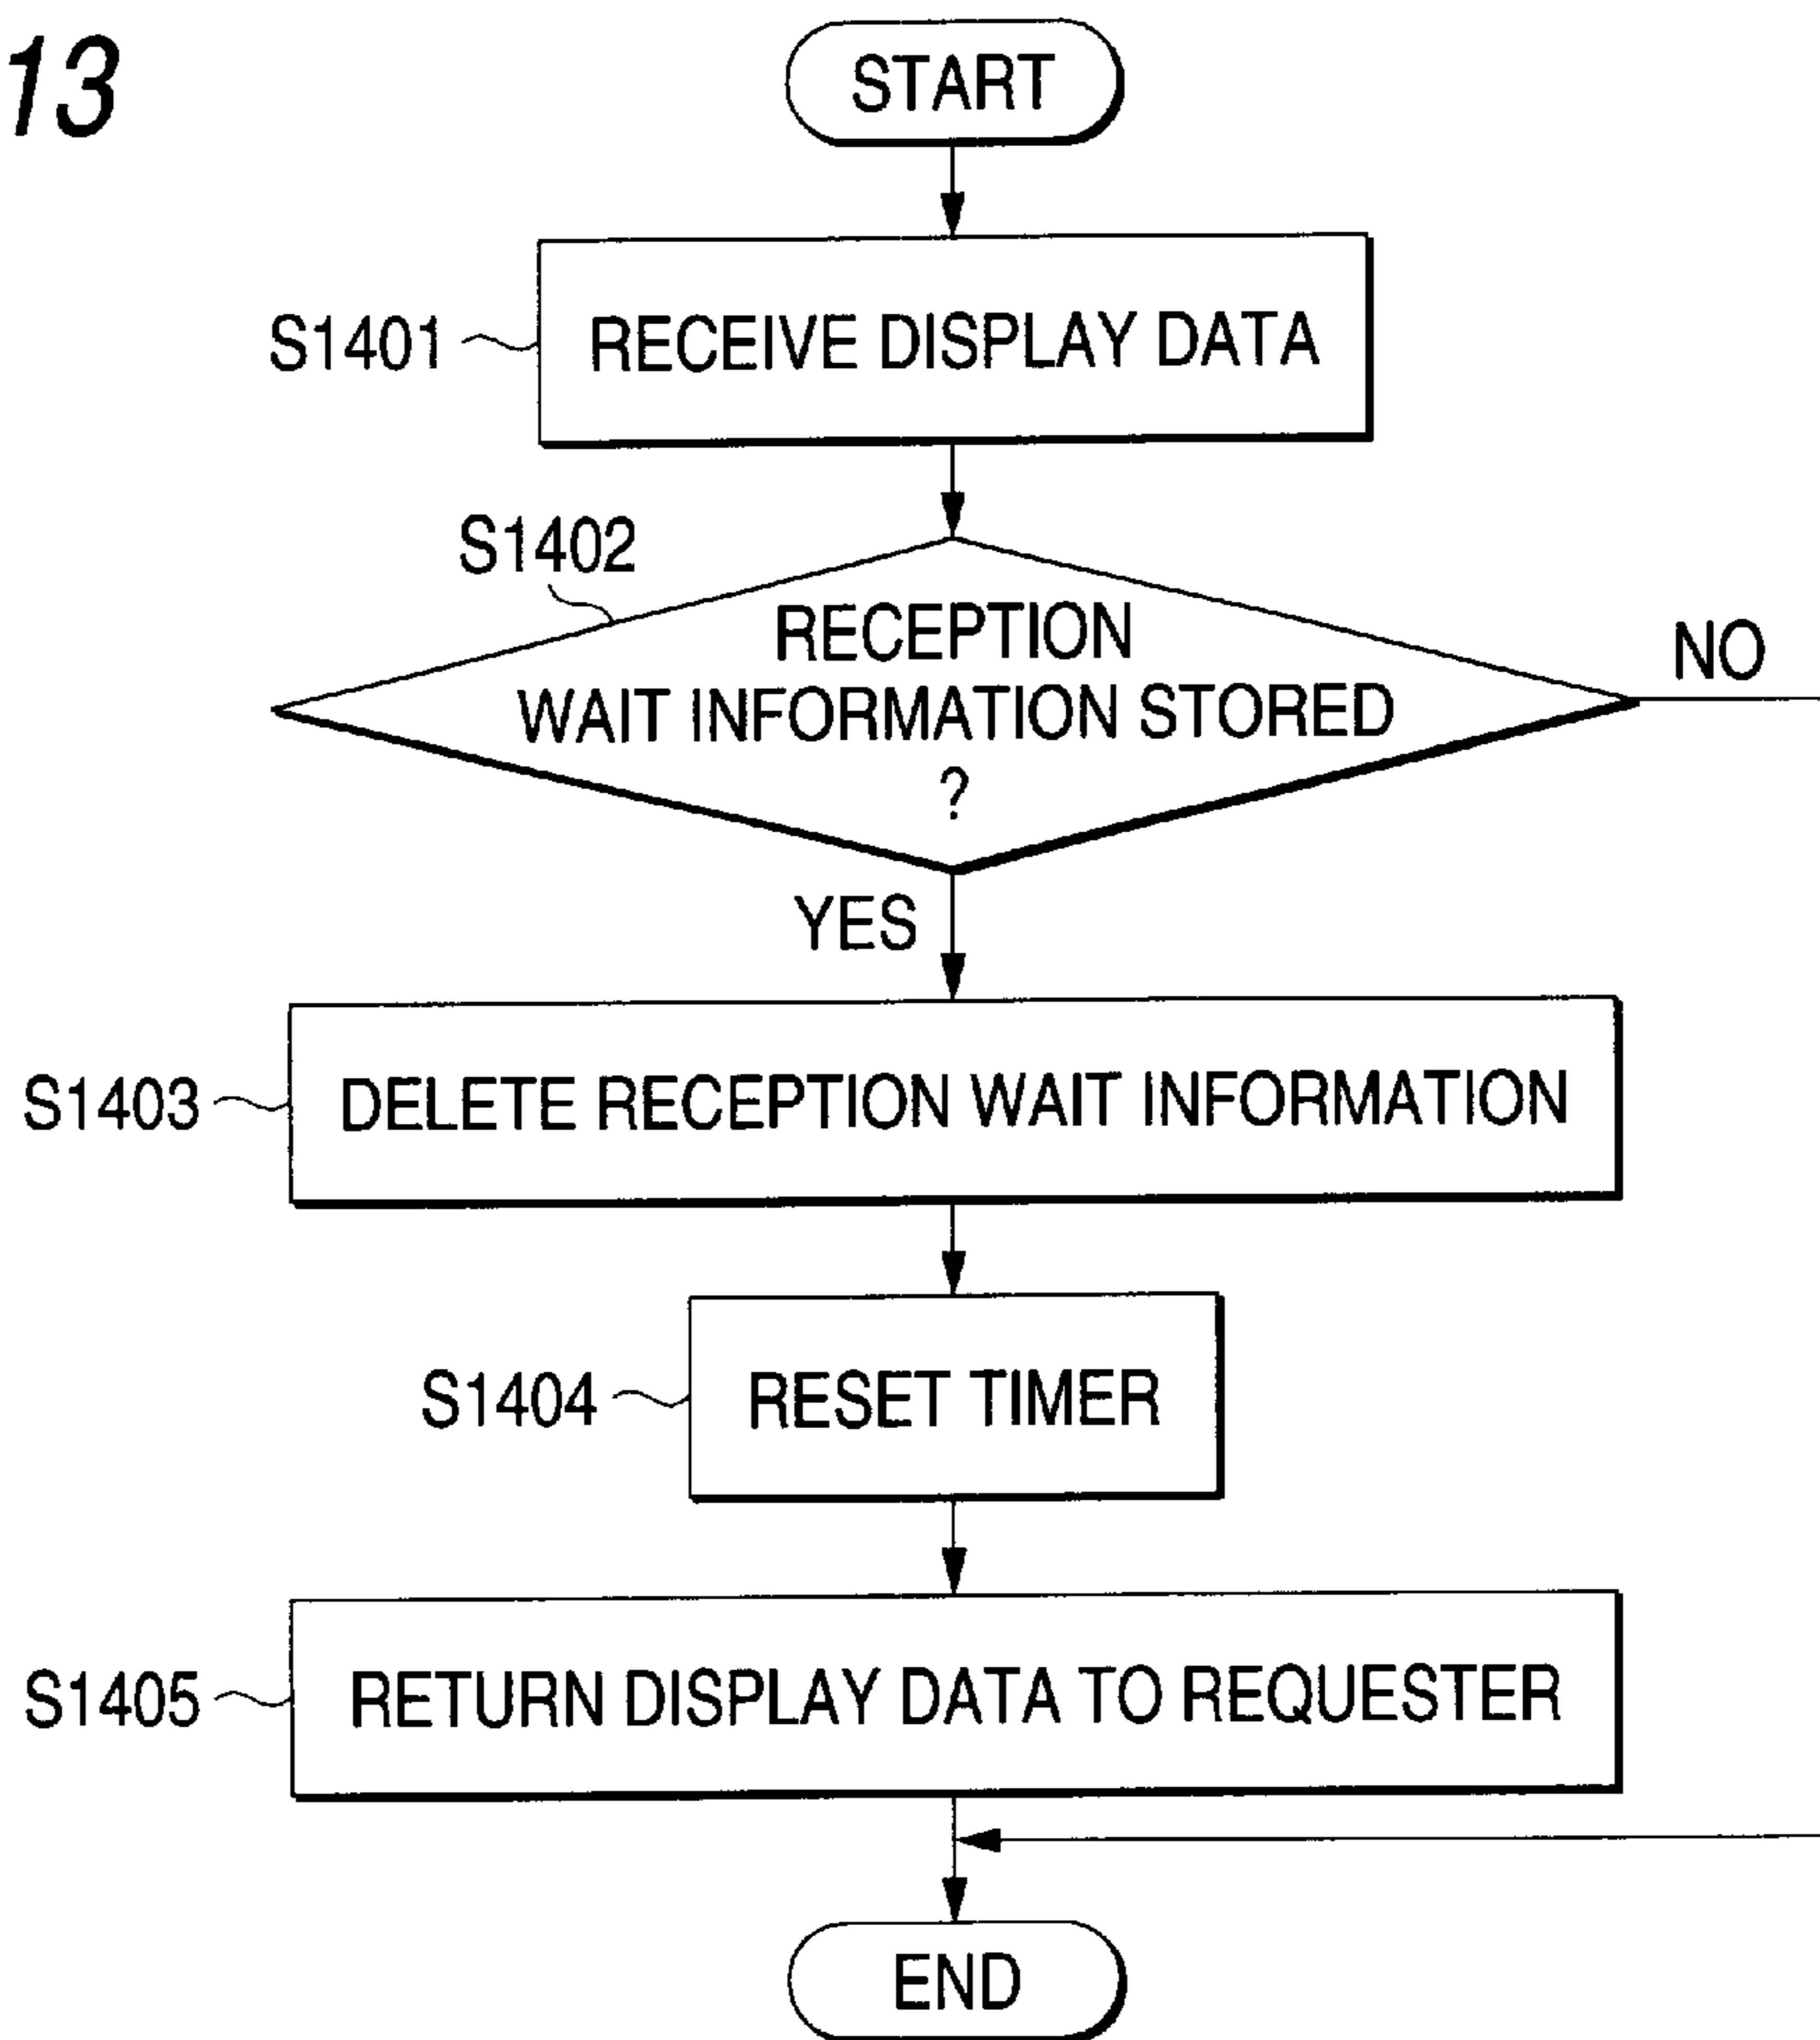 13
START
S1401
RECEIVE DISPLAY DATA
S1402
RECEPTION
WAIT INFORMATION STORED
?
NO
YES
S1403
DELETE RECEPTION WAIT INFORMATION
S1404
RESET TIMER
S1405
RETURN DISPLAY DATA TO REQUESTER
END